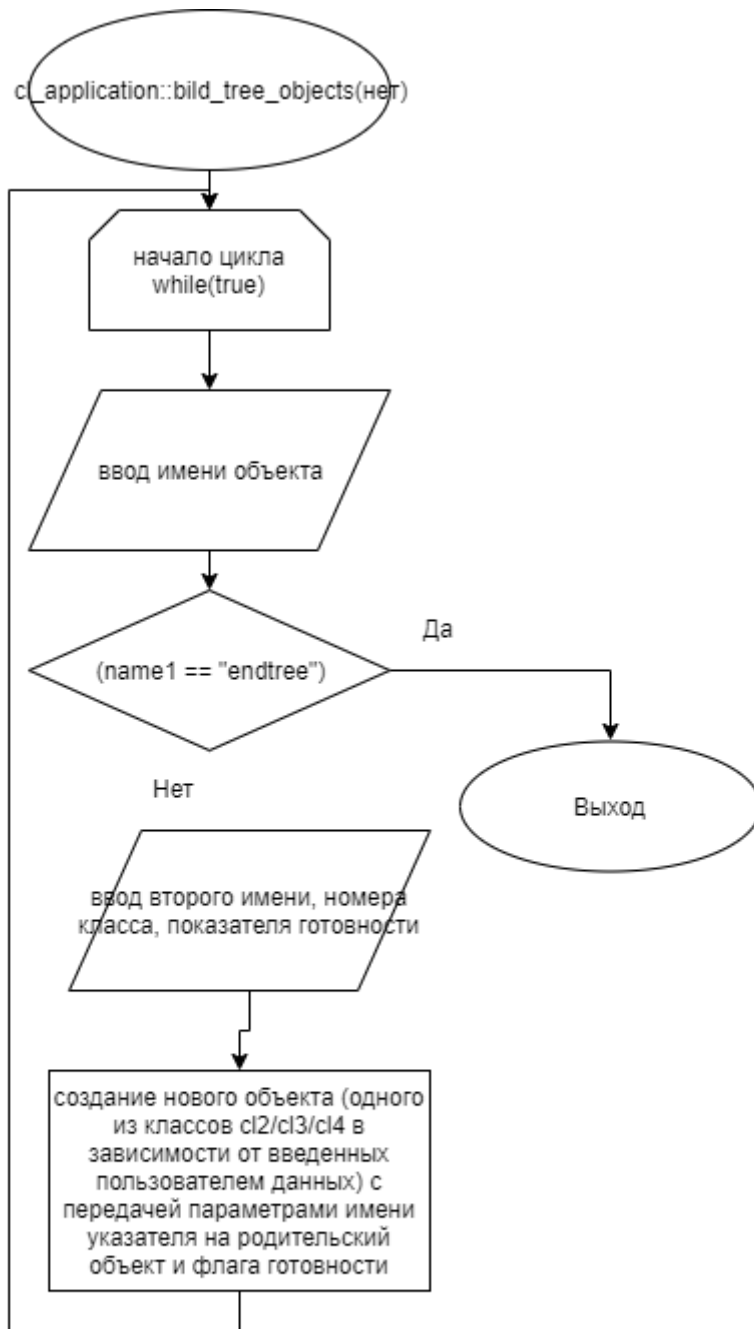 cl_application::bild_tree_objects(нет)
начало цикла
while(true)
ввод имени объекта
(name1 == "endtree")
Да
Выход
Нет
ввод второго имени, номера
класса, показателя готовности
создание нового объекта (одного
из классов cl2/cl3/cl4 в
зависимости от введенных
пользователем данных) с
передачей параметрами имени
указателя на родительский
объект и флага готовности